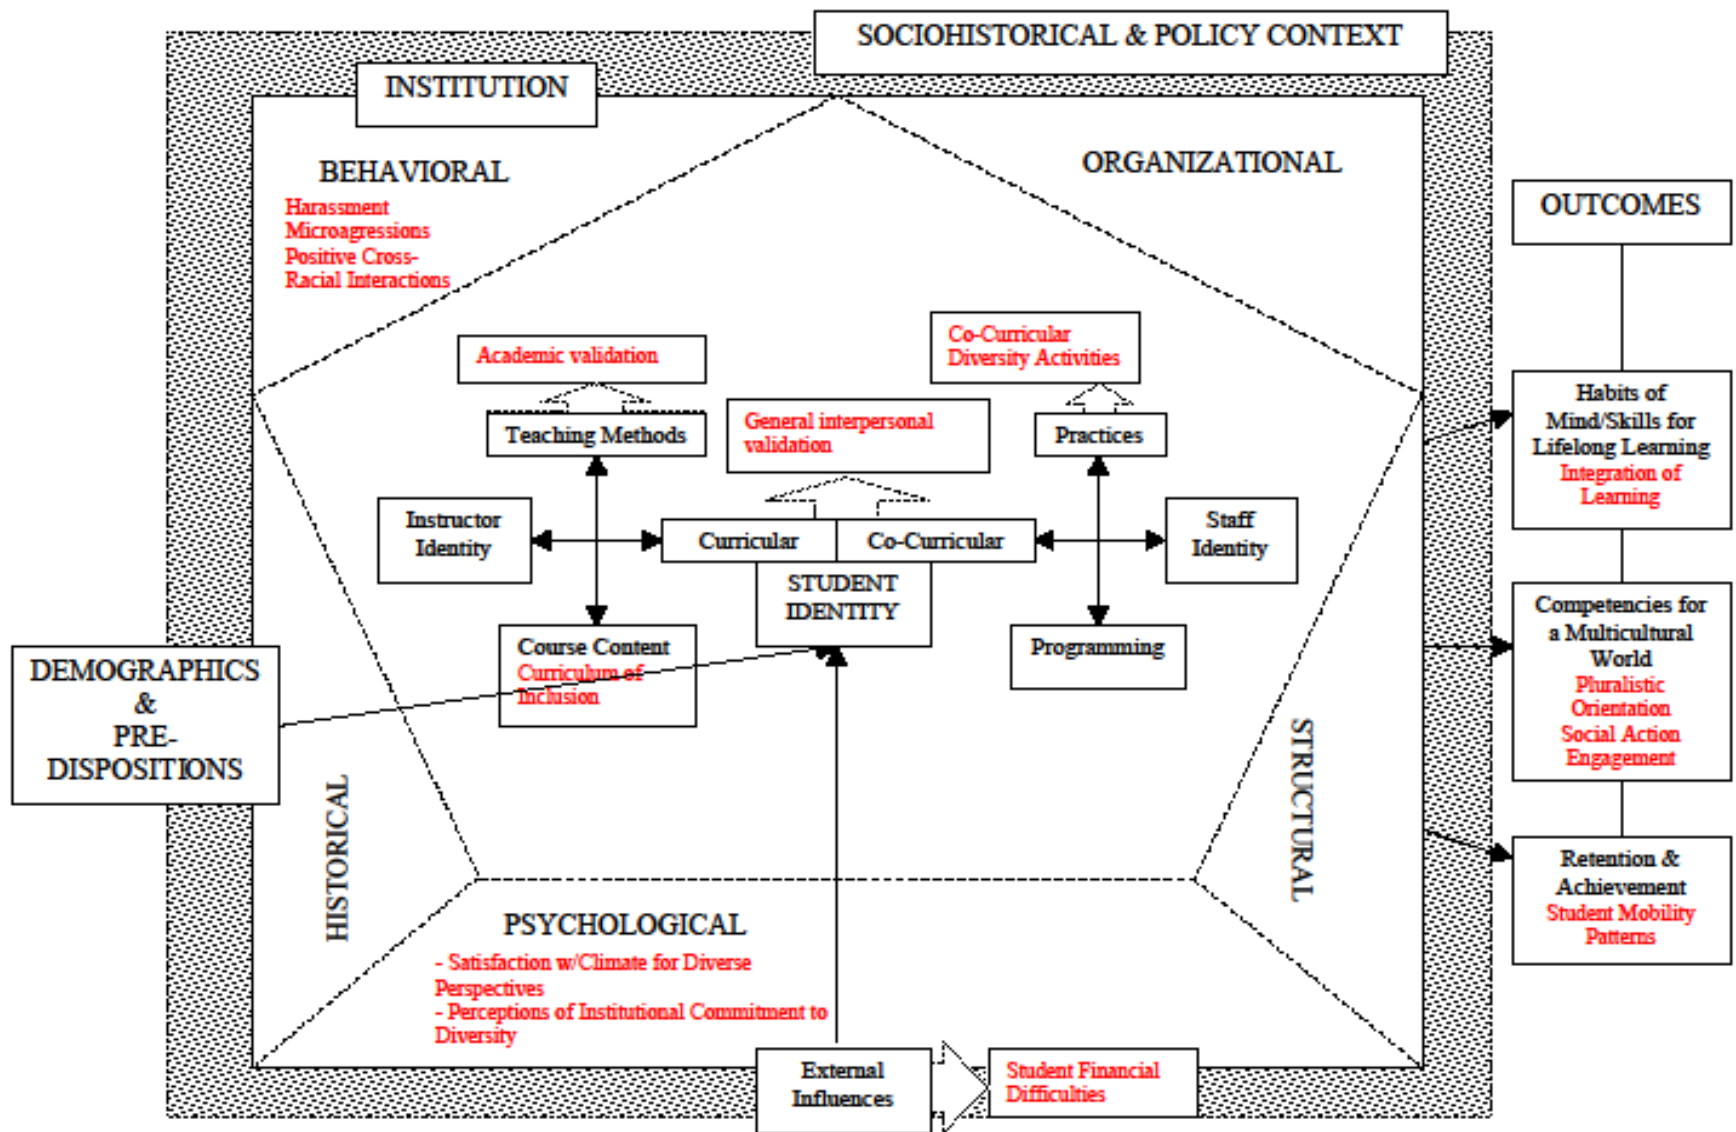 SOCIOHISTORICAL & POLICY CONTEXT
INSTITUTION
BEHAVIORAL
Harassment
Microagressions
Positive Cross-
Racial Interactions
ORGANIZATIONAL
OUTCOMES
Academic validation
Co-Curricular
Diversity Activities
General interpersonal
validation
Teaching Methods
Practices
Instructor
Identity
Curricular
Co-Curricular
Staff
Identity
STUDENT
IDENTITY
Course Content
Curriculum of
Inclusion
Programming
DEMOGRAPHICS
&
PRE-
DISPOSITIONS
HISTORICAL
STRUCTURAL
PSYCHOLOGICAL
- Satisfaction w/Climate for Diverse
Perspectives
- Perceptions of Institutional Commitment to
Diversity
External
Influences
Student Financial
Difficulties
Habits of
Mind/Skills for
Lifelong Learning
Integration of
Learning
Competencies for
a Multicultural
World
Pluralistic
Orientation
Social Action
Engagement
Retention &
Achievement
Student Mobility
Patterns